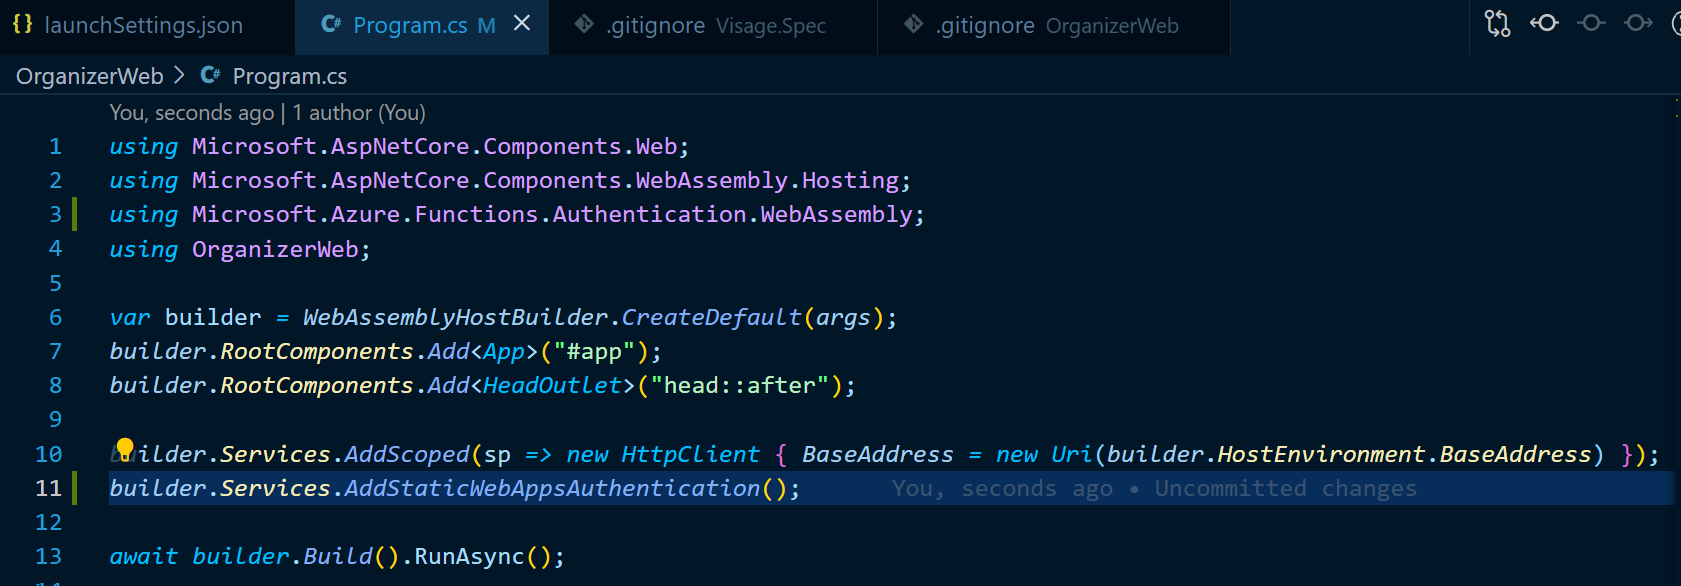 {} launchSettings.json C# Program.cs M × .gitignore Visage.Spec .gitignore OrganizerWeb
OrganizerWeb > C# Program.cs
You, seconds ago | 1 author (You)
1 using Microsoft.AspNetCore.Components.Web;
2 using Microsoft.AspNetCore.Components.WebAssembly.Hosting;
3 using Microsoft.Azure.Functions.Authentication.WebAssembly;
4 using OrganizerWeb;
5
6 var builder = WebAssemblyHostBuilder.CreateDefault(args);
7 builder.RootComponents.Add<App>("#app");
8 builder.RootComponents.Add<HeadOutlet>("head::after");
9
10 builder.Services.AddScoped(sp => new HttpClient { BaseAddress = new Uri(builder.HostEnvironment.BaseAddress) });
11 builder.Services.AddStaticWebAppsAuthentication(); You, seconds ago • Uncommitted changes
12
13 await builder.Build().RunAsync();